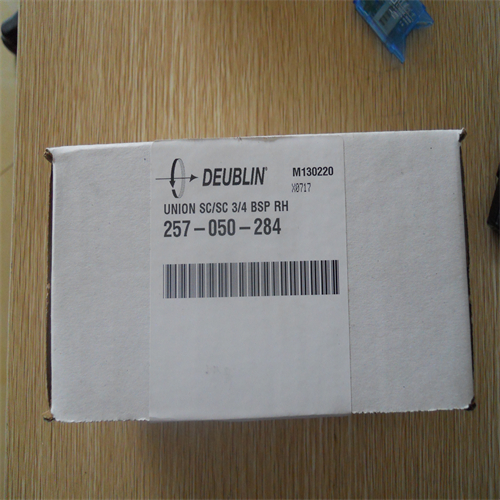 DEUBLIN® M130220
X0717
UNION SC/SC 3/4 BSP RH
257-050-284